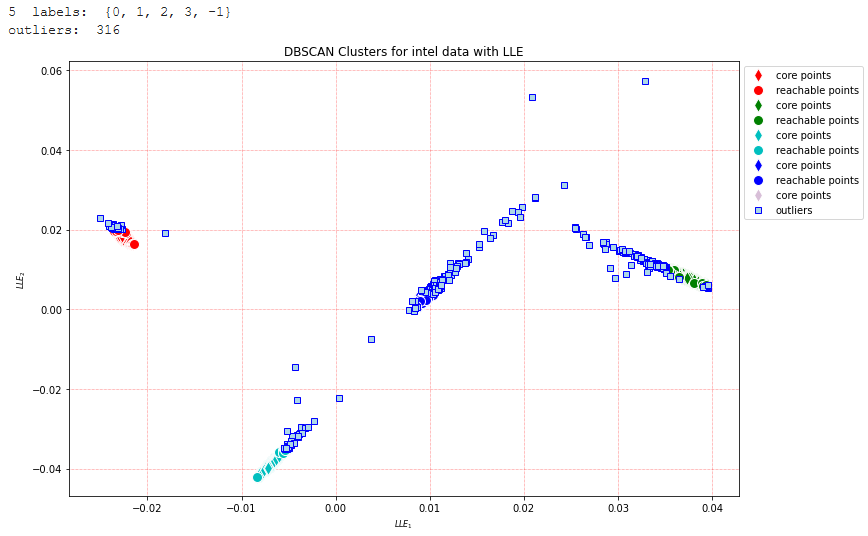 5  labels:  {0, 1, 2, 3, -1}
outliers:  316
DBSCAN Clusters for intel data with LLE
0.06
0.04
0.02
0.00
−0.02
−0.04
LLE₂
−0.02
−0.01
0.00
0.01
0.02
0.03
0.04
LLE₁
core points
reachable points
core points
reachable points
core points
reachable points
core points
reachable points
core points
outliers